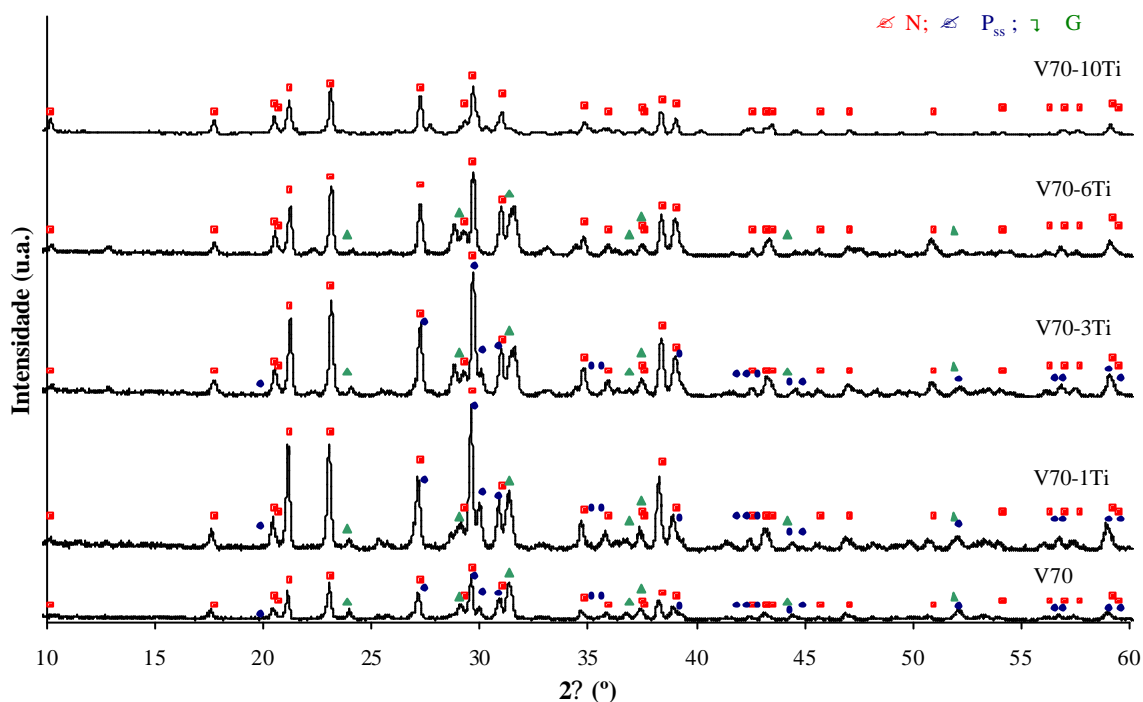 N; P_ss ; G
V70-10Ti
V70-6Ti
V70-3Ti
V70-1Ti
V70
Intensidade (u.a.)
10 15 20 25 30 35 40 45 50 55 60
2? (º)